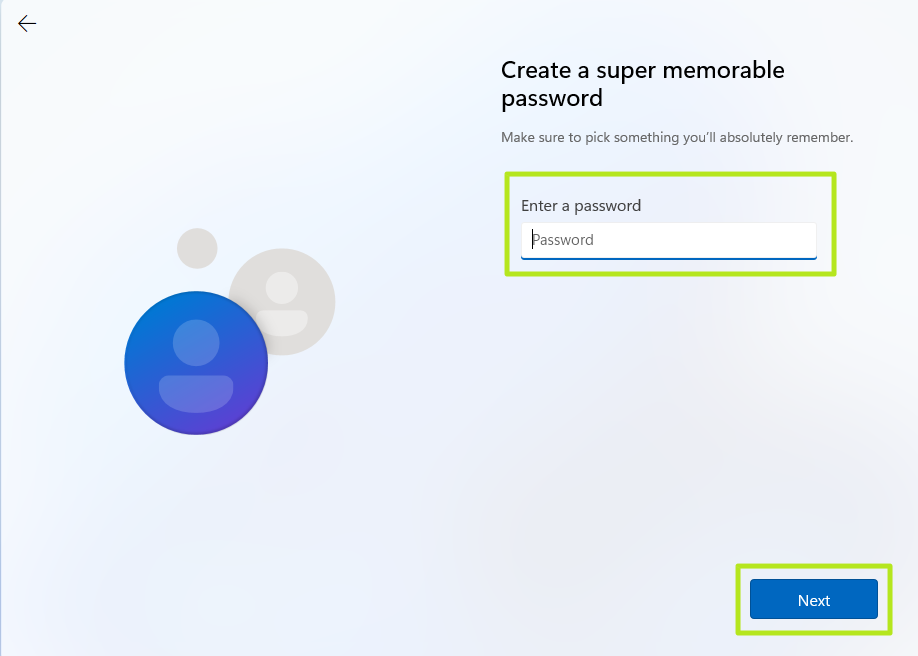 Create a super memorable
password
Make sure to pick something you'll absolutely remember.
Enter a password
Password
Next